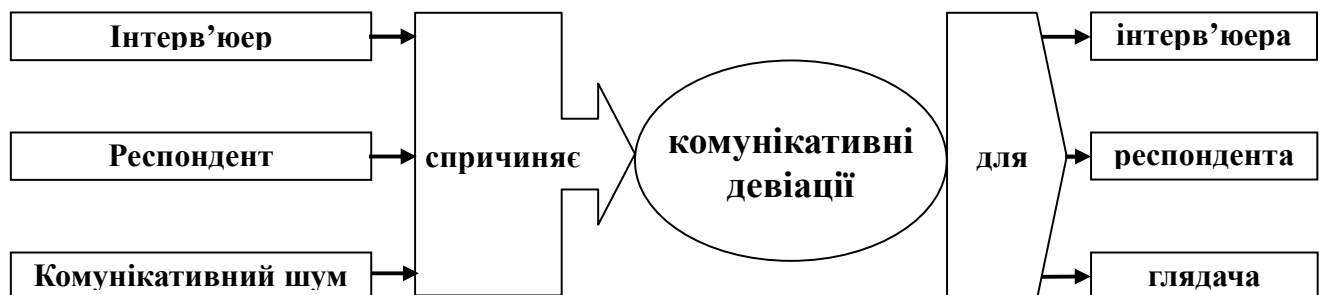 Інтерв’юер
Респондент
Комунікативний шум
спричиняє
комунікативні
девіації
для
інтерв’юера
респондента
глядача